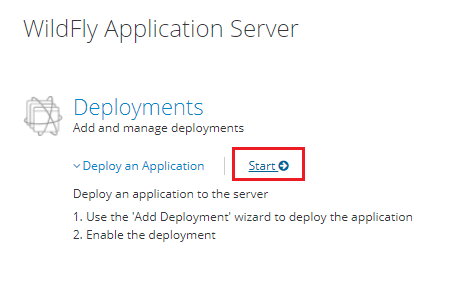 WildFly Application Server
Deployments
Add and manage deployments
Deploy an Application Start
Deploy an application to the server
1. Use the 'Add Deployment' wizard to deploy the application
2. Enable the deployment